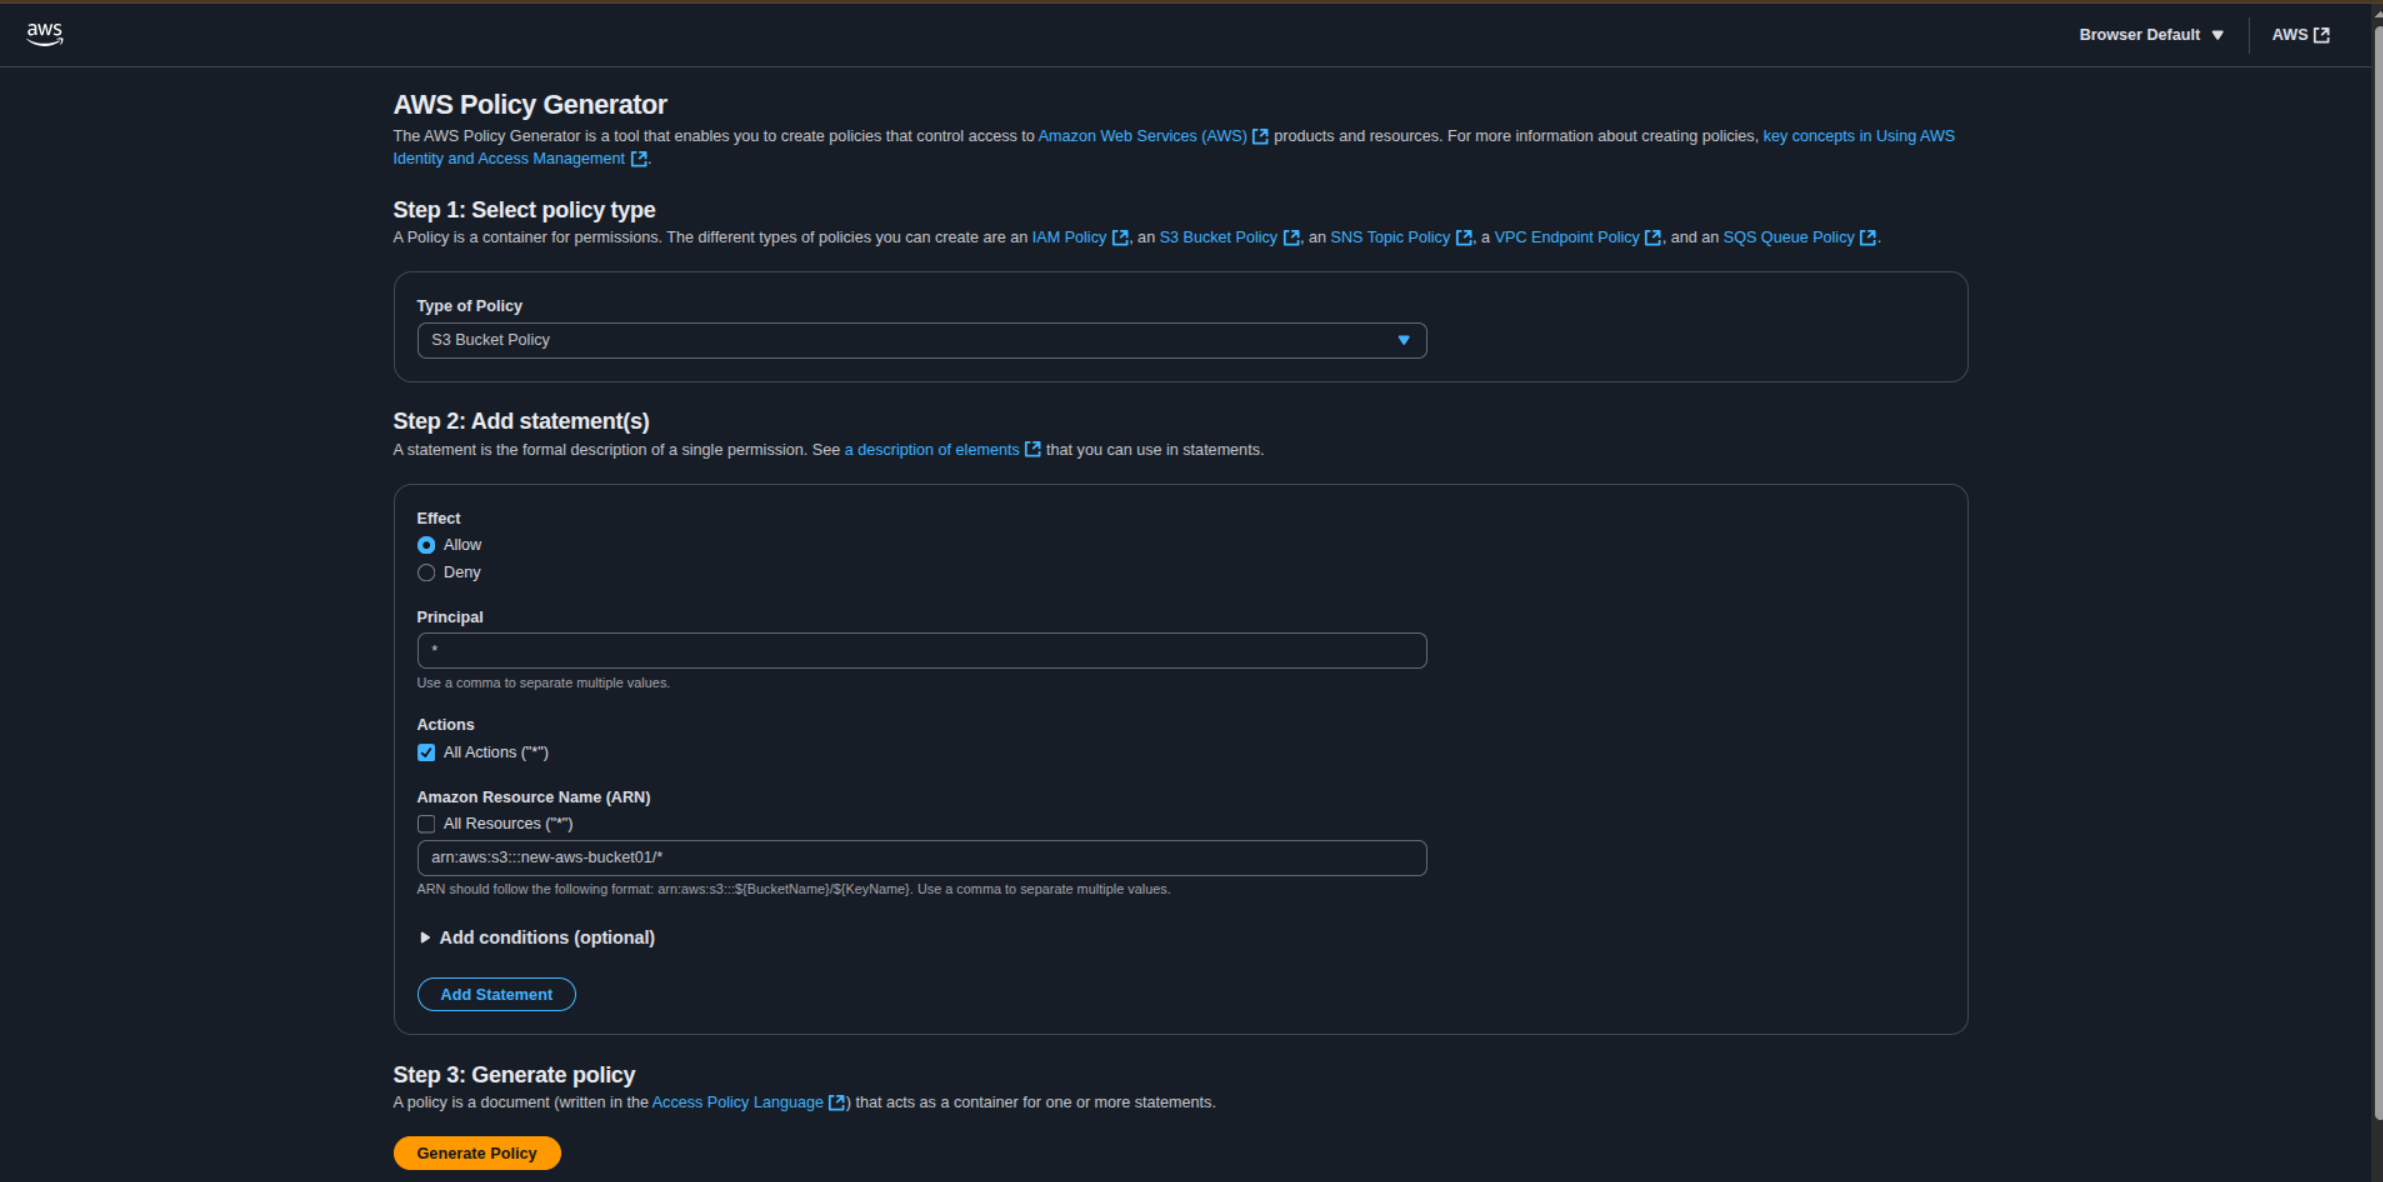 aws
Browser Default
AWS
AWS Policy Generator
The AWS Policy Generator is a tool that enables you to create policies that control access to Amazon Web Services (AWS) products and resources. For more information about creating policies, key concepts in Using AWS
Identity and Access Management .
Step 1: Select policy type
A Policy is a container for permissions. The different types of policies you can create are an IAM Policy , an S3 Bucket Policy , an SNS Topic Policy , a VPC Endpoint Policy , and an SQS Queue Policy .
Type of Policy
S3 Bucket Policy
Step 2: Add statement(s)
A statement is the formal description of a single permission. See a description of elements that you can use in statements.
Effect
Allow
Deny
Principal
*
Use a comma to separate multiple values.
Actions
All Actions ("*")
Amazon Resource Name (ARN)
All Resources ("*")
arn:aws:s3:::new-aws-bucket01/*
ARN should follow the following format: arn:aws:s3:::${BucketName}/${KeyName}. Use a comma to separate multiple values.
Add conditions (optional)
Add Statement
Step 3: Generate policy
A policy is a document (written in the Access Policy Language ) that acts as a container for one or more statements.
Generate Policy